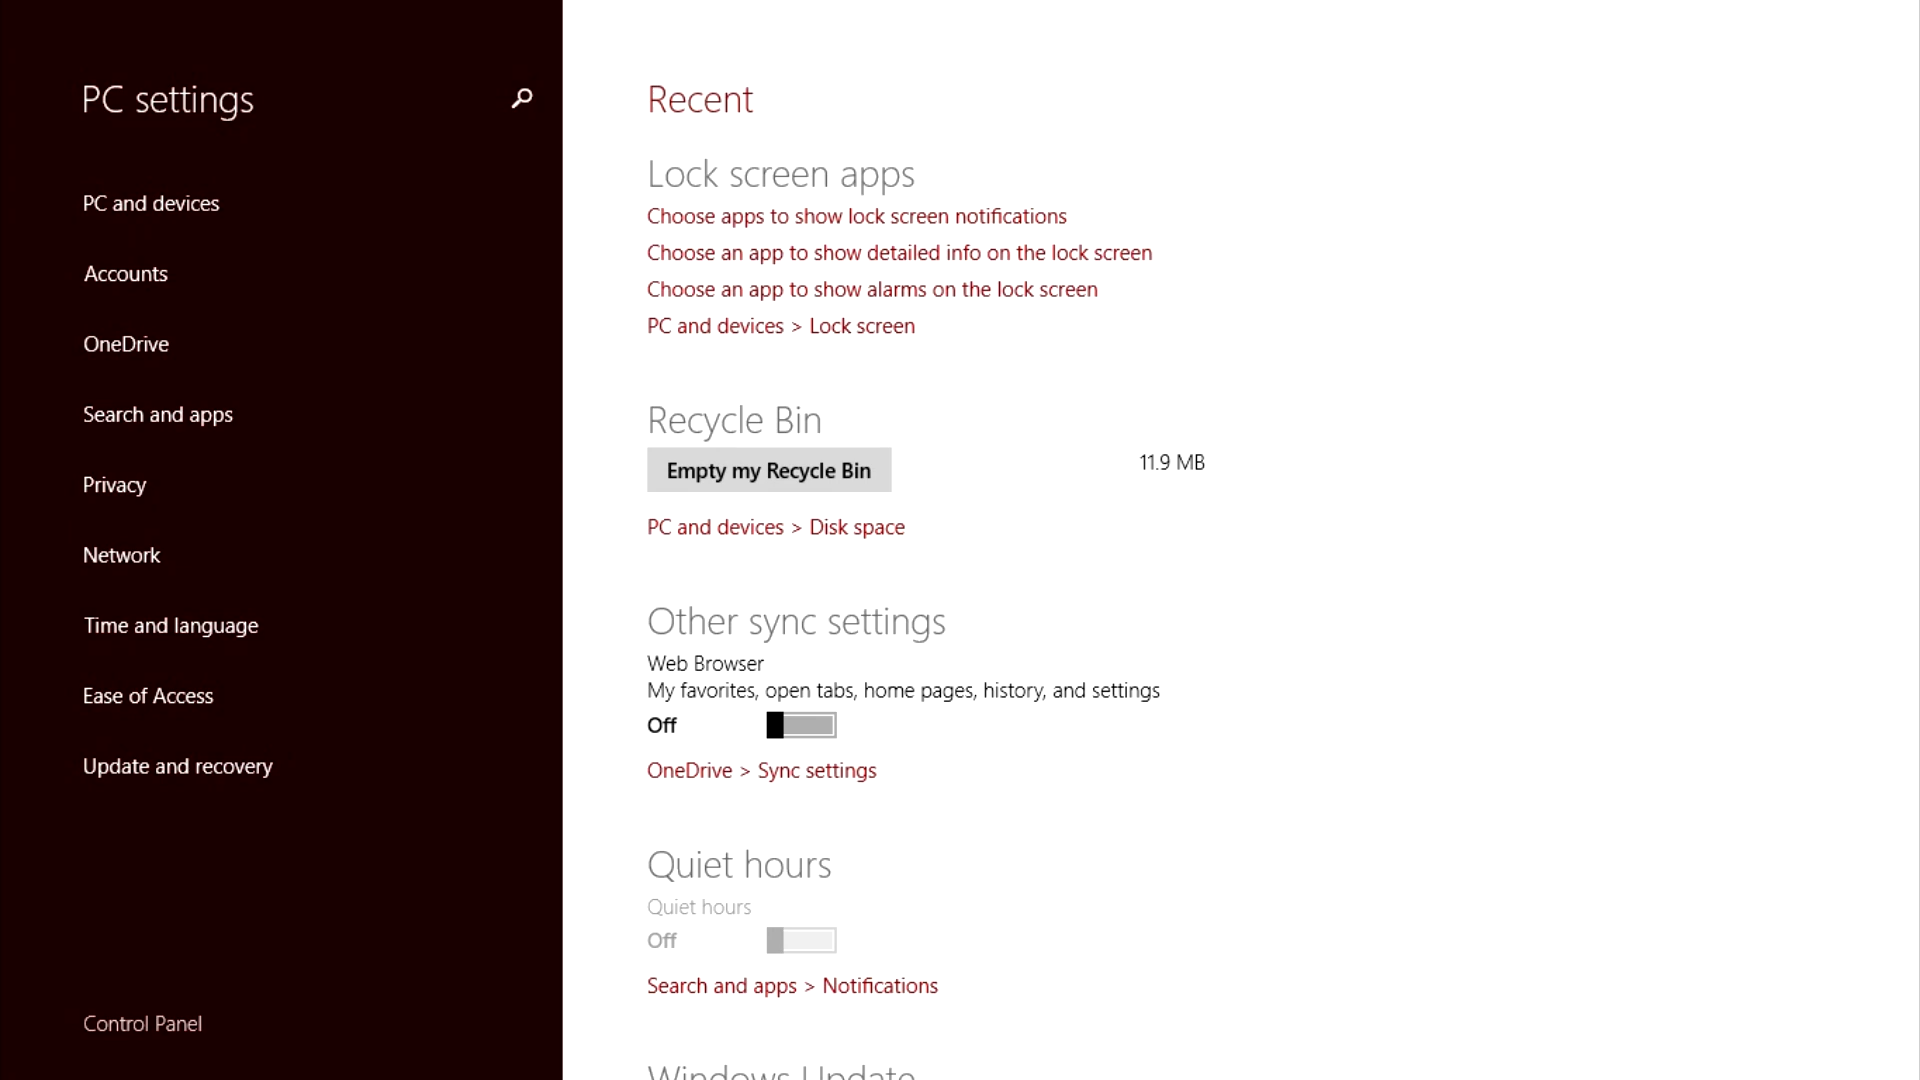 PC settings
PC and devices
Accounts
OneDrive
Search and apps
Privacy
Network
Time and language
Ease of Access
Update and recovery
Control Panel
Recent
Lock screen apps
Choose apps to show lock screen notifications
Choose an app to show detailed info on the lock screen
Choose an app to show alarms on the lock screen
PC and devices > Lock screen
Recycle Bin
Empty my Recycle Bin
11.9 MB
PC and devices > Disk space
Other sync settings
Web Browser
My favorites, open tabs, home pages, history, and settings
Off
OneDrive > Sync settings
Quiet hours
Quiet hours
Off
Search and apps > Notifications
Windows Update